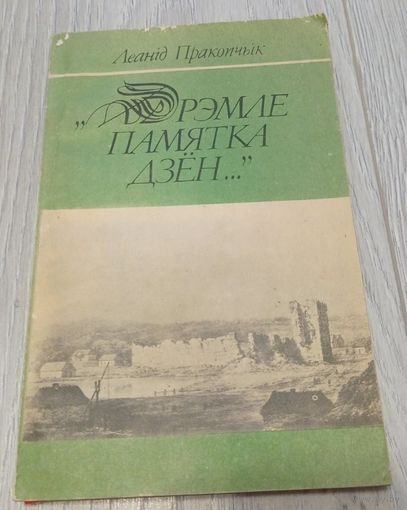 Леанід Пракопчык
„Дрэмле
памятка
дзён..."